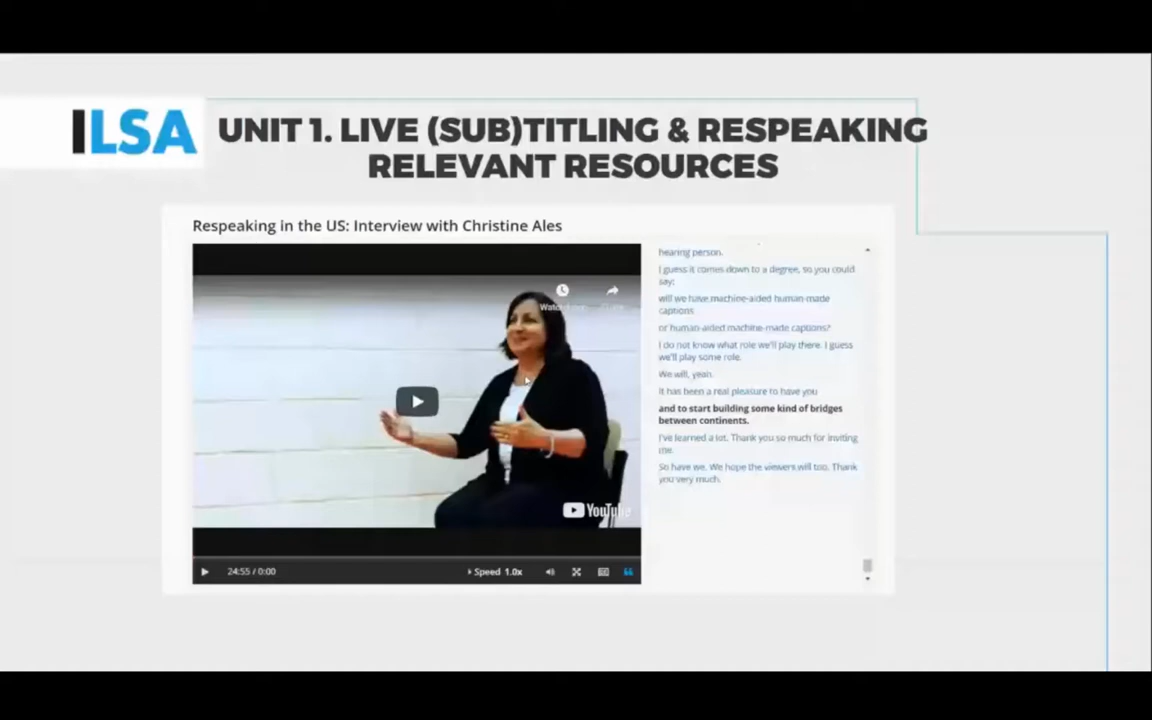 ILSA
UNIT 1. LIVE (SUB)TITLING & RESPEAKING
RELEVANT RESOURCES
Respeaking in the US: Interview with Christine Ales
hearing person.
I guess it comes down to a degree, so you could
say:
will we have machine-aided human-made
captions
or human-aided machine-made captions?
I do not know what role we'll play there. I guess
we'll play some role.
We will, yeah.
It has been a real pleasure to have you
and to start building some kind of bridges
between continents.
I've learned a lot. Thank you so much for inviting
me.
So have we. We hope the viewers will too. Thank
you very much.
YouTube
24:55 / 0:00
Speed 1.0x